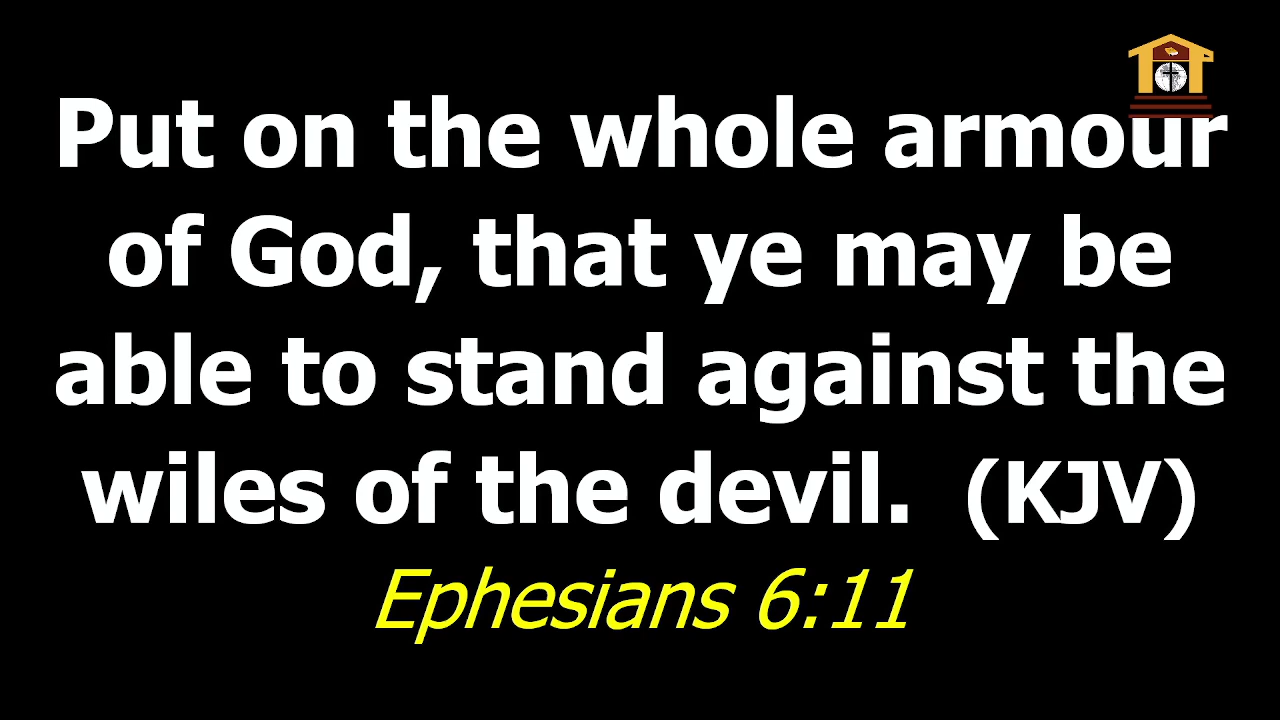 Put on the whole armour
of God, that ye may be
able to stand against the
wiles of the devil.  (KJV)
Ephesians 6:11